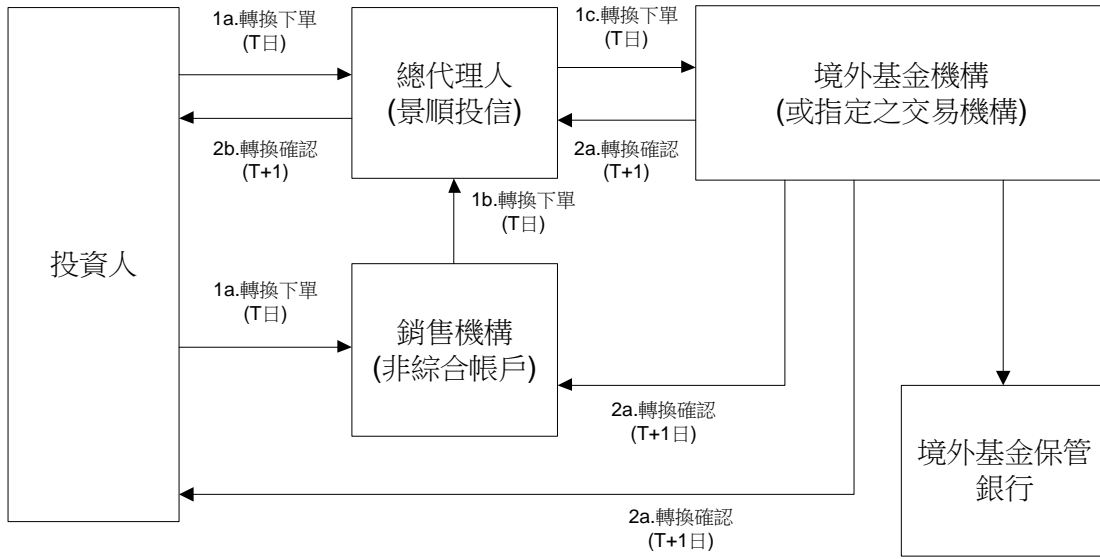 1a.轉換下單
(T日)
1c.轉換下單
(T日)
總代理人
(景順投信)
境外基金機構
(或指定之交易機構)
2b.轉換確認
(T+1)
2a.轉換確認
(T+1)
1b.轉換下單
(T日)
投資人
1a.轉換下單
(T日)
銷售機構
(非綜合帳戶)
2a.轉換確認
(T+1日)
境外基金保管
銀行
2a.轉換確認
(T+1日)